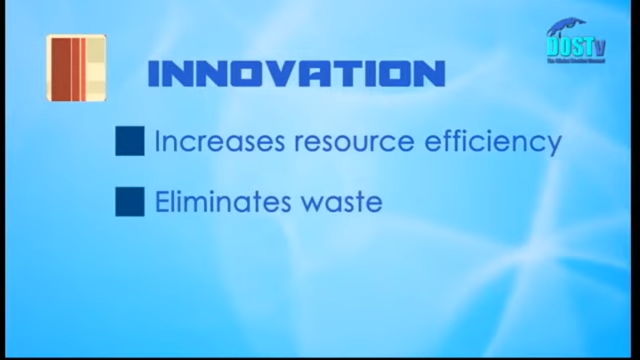 DOSTv
INNOVATION
Increases resource efficiency
Eliminates waste